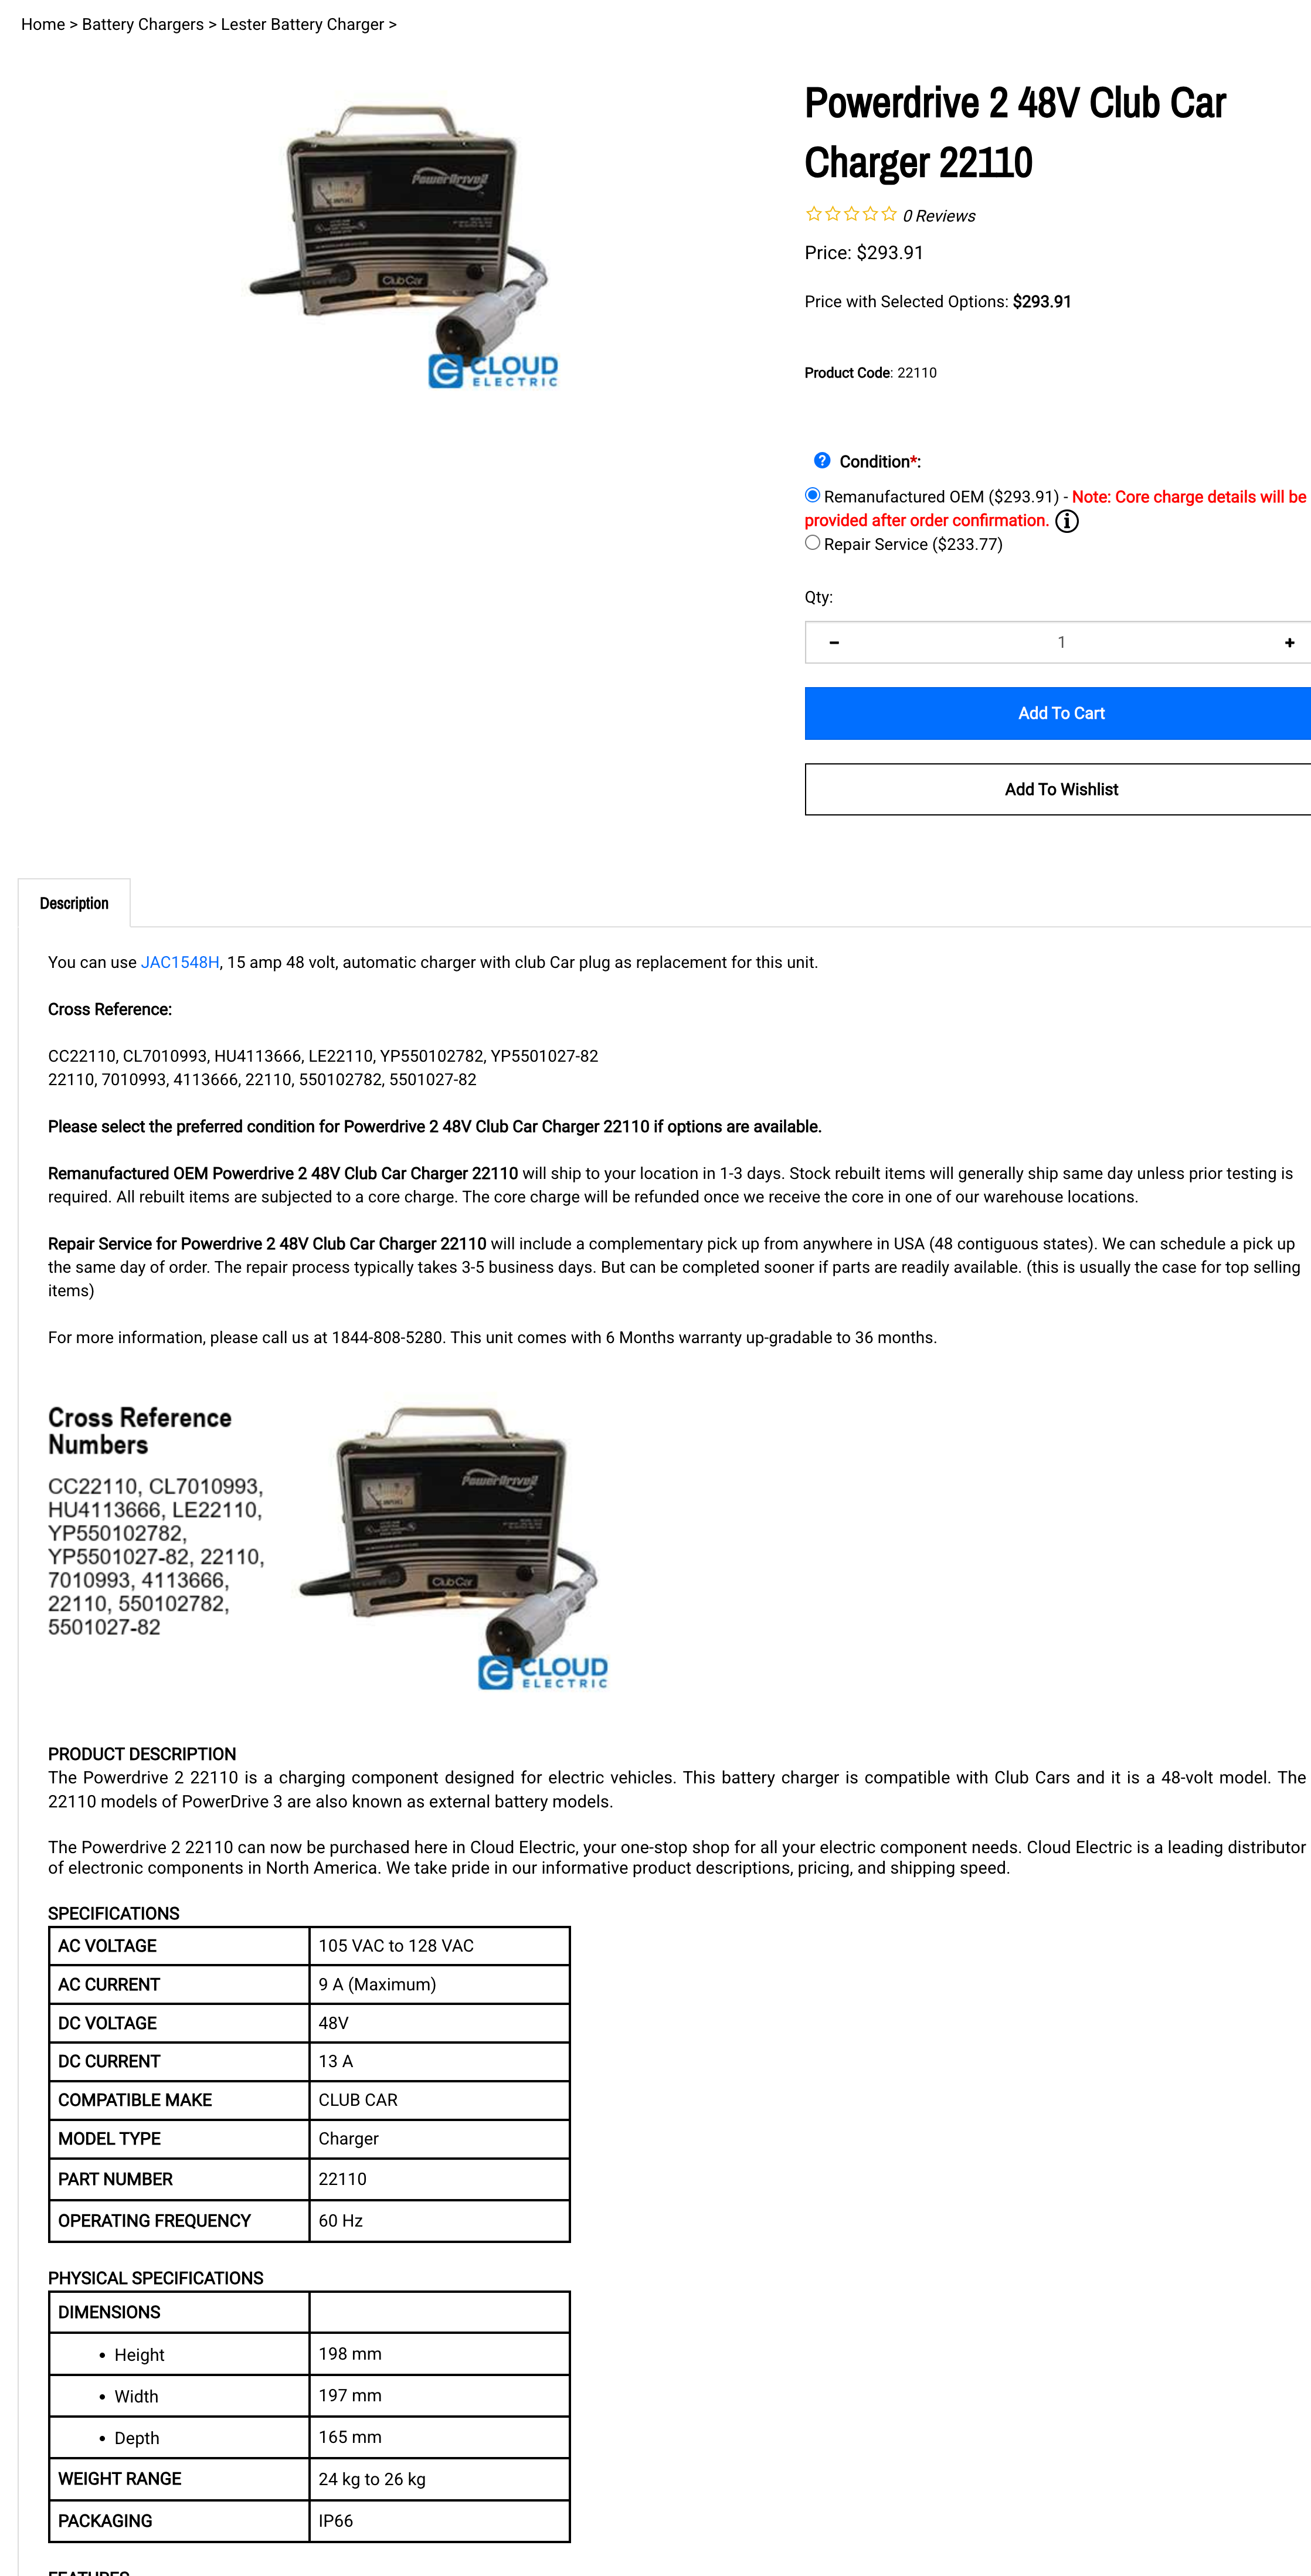 Home > Battery Chargers > Lester Battery Charger >
PowerDrive2
Club Car
CLOUD
ELECTRIC
Powerdrive 2 48V Club Car
Charger 22110
0 Reviews
Price: $293.91
Price with Selected Options: $293.91
Product Code: 22110
? Condition*:
Remanufactured OEM ($293.91) - Note: Core charge details will be
provided after order confirmation.
Repair Service ($233.77)
Qty:
− 1 +
Add To Cart
Add To Wishlist
Description
You can use JAC1548H, 15 amp 48 volt, automatic charger with club Car plug as replacement for this unit.
Cross Reference:
CC22110, CL7010993, HU4113666, LE22110, YP550102782, YP5501027-82
22110, 7010993, 4113666, 22110, 550102782, 5501027-82
Please select the preferred condition for Powerdrive 2 48V Club Car Charger 22110 if options are available.
Remanufactured OEM Powerdrive 2 48V Club Car Charger 22110 will ship to your location in 1-3 days. Stock rebuilt items will generally ship same day unless prior testing is
required. All rebuilt items are subjected to a core charge. The core charge will be refunded once we receive the core in one of our warehouse locations.
Repair Service for Powerdrive 2 48V Club Car Charger 22110 will include a complementary pick up from anywhere in USA (48 contiguous states). We can schedule a pick up
the same day of order. The repair process typically takes 3-5 business days. But can be completed sooner if parts are readily available. (this is usually the case for top selling
items)
For more information, please call us at 1844-808-5280. This unit comes with 6 Months warranty up-gradable to 36 months.
Cross Reference
Numbers
CC22110, CL7010993,
HU4113666, LE22110,
YP550102782,
YP5501027-82, 22110,
7010993, 4113666,
22110, 550102782,
5501027-82
PowerDrive2
Club Car
CLOUD
ELECTRIC
PRODUCT DESCRIPTION
The Powerdrive 2 22110 is a charging component designed for electric vehicles. This battery charger is compatible with Club Cars and it is a 48-volt model. The
22110 models of PowerDrive 3 are also known as external battery models.
The Powerdrive 2 22110 can now be purchased here in Cloud Electric, your one-stop shop for all your electric component needs. Cloud Electric is a leading distributor
of electronic components in North America. We take pride in our informative product descriptions, pricing, and shipping speed.
SPECIFICATIONS
AC VOLTAGE 105 VAC to 128 VAC
AC CURRENT 9 A (Maximum)
DC VOLTAGE 48V
DC CURRENT 13 A
COMPATIBLE MAKE CLUB CAR
MODEL TYPE Charger
PART NUMBER 22110
OPERATING FREQUENCY 60 Hz
PHYSICAL SPECIFICATIONS
DIMENSIONS
• Height 198 mm
• Width 197 mm
• Depth 165 mm
WEIGHT RANGE 24 kg to 26 kg
PACKAGING IP66
FEATURES